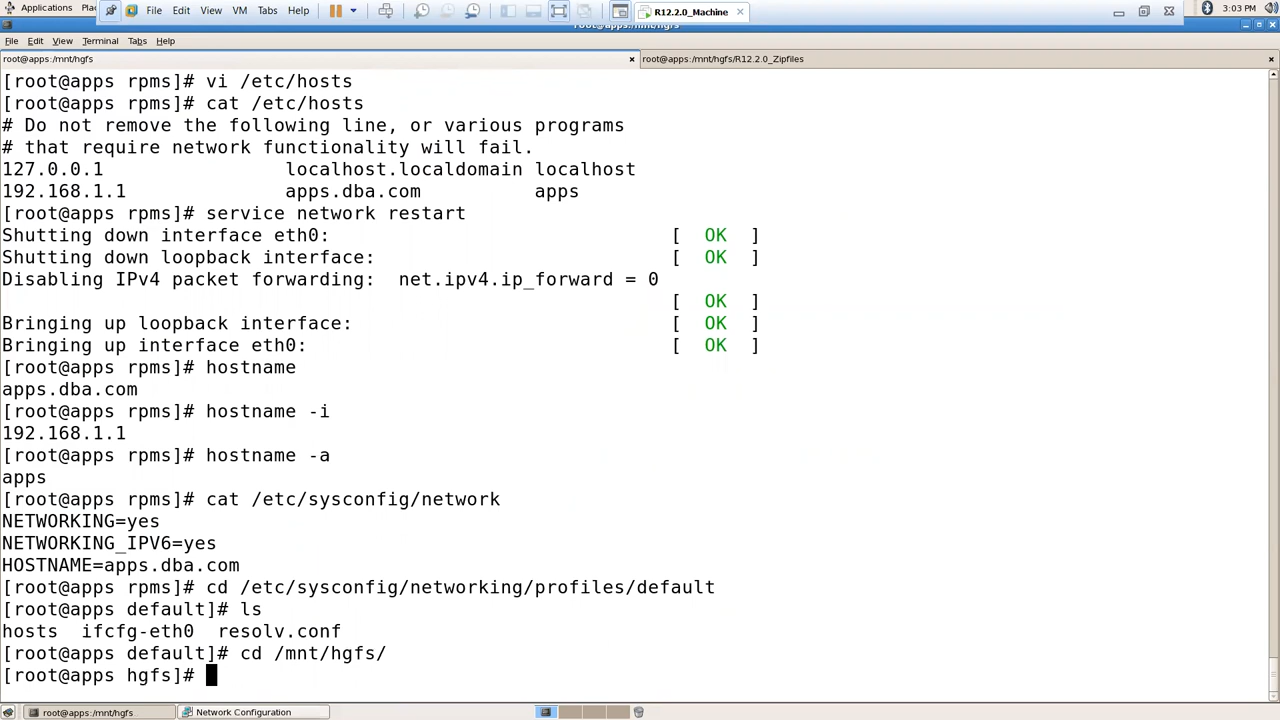 Applications
Pla
File Edit View VM Tabs Help
R12.2.0_Machine
3:03 PM
File Edit View Terminal Tabs Help
root@apps:/mnt/hgfs
root@apps:/mnt/hgfs/R12.2.0_Zipfiles
[root@apps rpms]# vi /etc/hosts
[root@apps rpms]# cat /etc/hosts
# Do not remove the following line, or various programs
# that require network functionality will fail.
127.0.0.1 localhost.localdomain localhost
192.168.1.1 apps.dba.com apps
[root@apps rpms]# service network restart
Shutting down interface eth0: [ OK ]
Shutting down loopback interface: [ OK ]
Disabling IPv4 packet forwarding: net.ipv4.ip_forward = 0
[ OK ]
Bringing up loopback interface: [ OK ]
Bringing up interface eth0: [ OK ]
[root@apps rpms]# hostname
apps.dba.com
[root@apps rpms]# hostname -i
192.168.1.1
[root@apps rpms]# hostname -a
apps
[root@apps rpms]# cat /etc/sysconfig/network
NETWORKING=yes
NETWORKING_IPV6=yes
HOSTNAME=apps.dba.com
[root@apps rpms]# cd /etc/sysconfig/networking/profiles/default
[root@apps default]# ls
hosts ifcfg-eth0 resolv.conf
[root@apps default]# cd /mnt/hgfs/
[root@apps hgfs]#
root@apps:/mnt/hgfs
Network Configuration